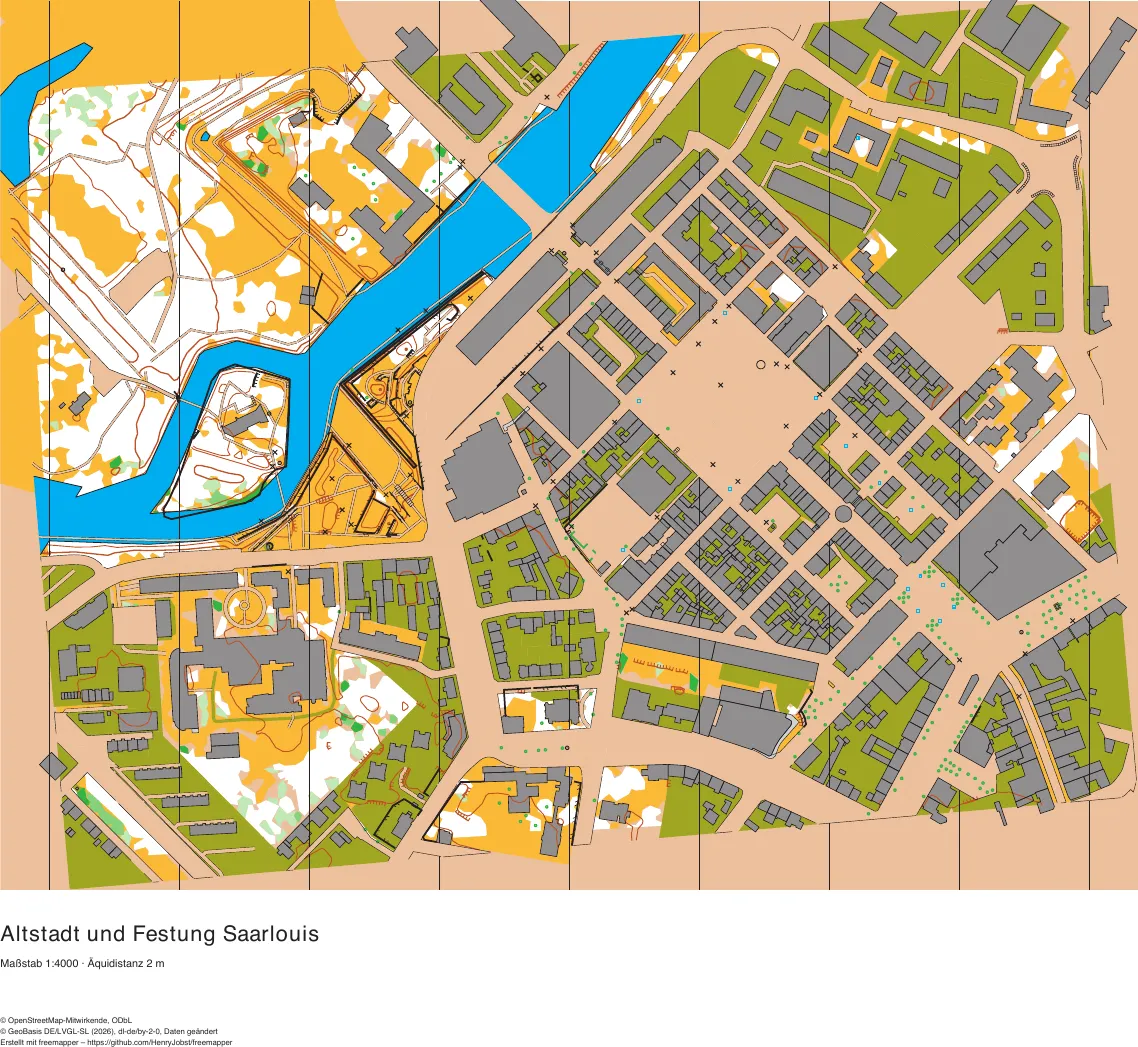 Altstadt und Festung Saarlouis
Maßstab 1:4000 · Äquidistanz 2 m
© OpenStreetMap-Mitwirkende, ODbL
© GeoBasis DE/LVGL-SL (2026), dl-de/by-2-0, Daten geändert
Erstellt mit freemapper – https://github.com/HenryJobst/freemapper